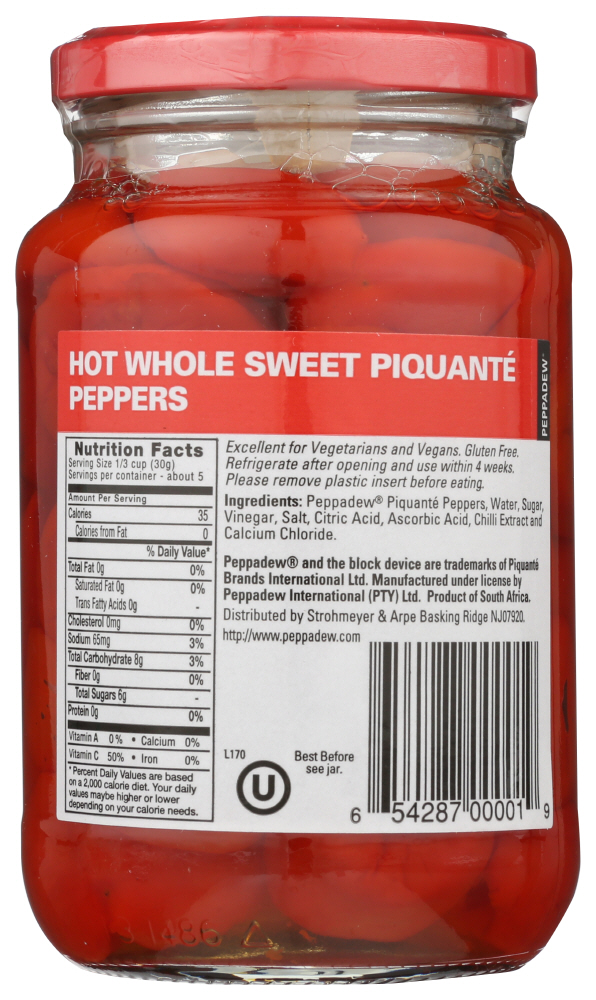 HOT WHOLE SWEET PIQUANTÉ
PEPPERS
PEPPADEW™
Nutrition Facts
Serving Size 1/3 cup (30g)
Servings per container - about 5
Amount Per Serving
Calories 35
Calories from Fat 0
% Daily Value*
Total Fat 0g 0%
Saturated Fat 0g 0%
Trans Fatty Acids 0g -
Cholesterol 0mg 0%
Sodium 65mg 3%
Total Carbohydrate 8g 3%
Fiber 0g 0%
Total Sugars 6g -
Protein 0g 0%
Vitamin A 0% • Calcium 0%
Vitamin C 50% • Iron 0%
*Percent Daily Values are based
on a 2,000 calorie diet. Your daily
values maybe higher or lower
depending on your calorie needs.
Excellent for Vegetarians and Vegans. Gluten Free.
Refrigerate after opening and use within 4 weeks.
Please remove plastic insert before eating.
Ingredients: Peppadew® Piquanté Peppers, Water, Sugar,
Vinegar, Salt, Citric Acid, Ascorbic Acid, Chilli Extract and
Calcium Chloride.
Peppadew® and the block device are trademarks of Piquanté
Brands International Ltd. Manufactured under license by
Peppadew International (PTY) Ltd. Product of South Africa.
Distributed by Strohmeyer & Arpe Basking Ridge NJ07920.
http://www.peppadew.com
L170
U
Best Before
see jar.
6 54287 00001 9